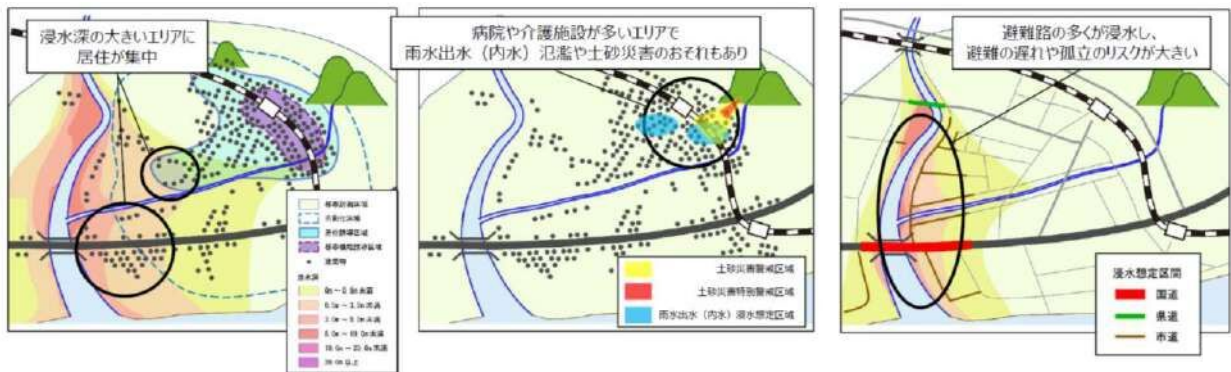 浸水深の大きいエリアに
居住が集中
都市計画区域
市街化区域
居住誘導区域
都市機能誘導区域
建築物
浸水深
病院や介護施設が多いエリアで
雨水出水（内水）氾濫や土砂災害のおそれもあり
土砂災害警戒区域
土砂災害特別警戒区域
雨水出水（内水）浸水想定区域
避難路の多くが浸水し、
避難の遅れや孤立のリスクが大きい
浸水想定区間
国道
県道
市道